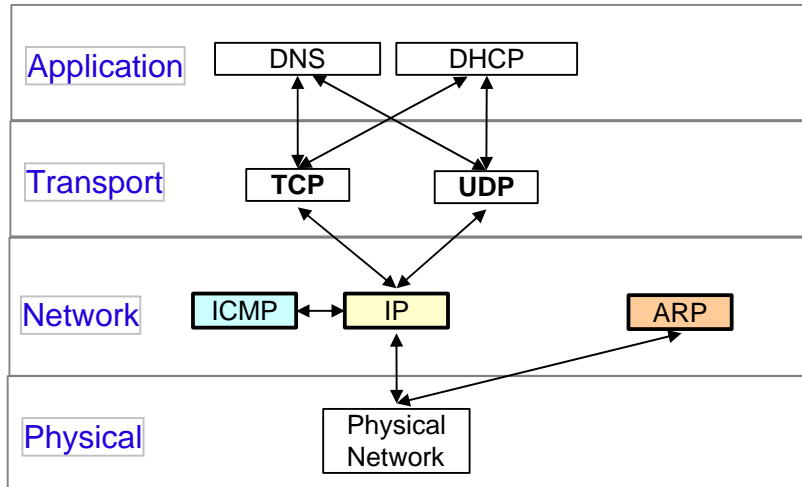 Application
DNS
DHCP
Transport
TCP
UDP
Network
ICMP
IP
ARP
Physical
Physical
Network